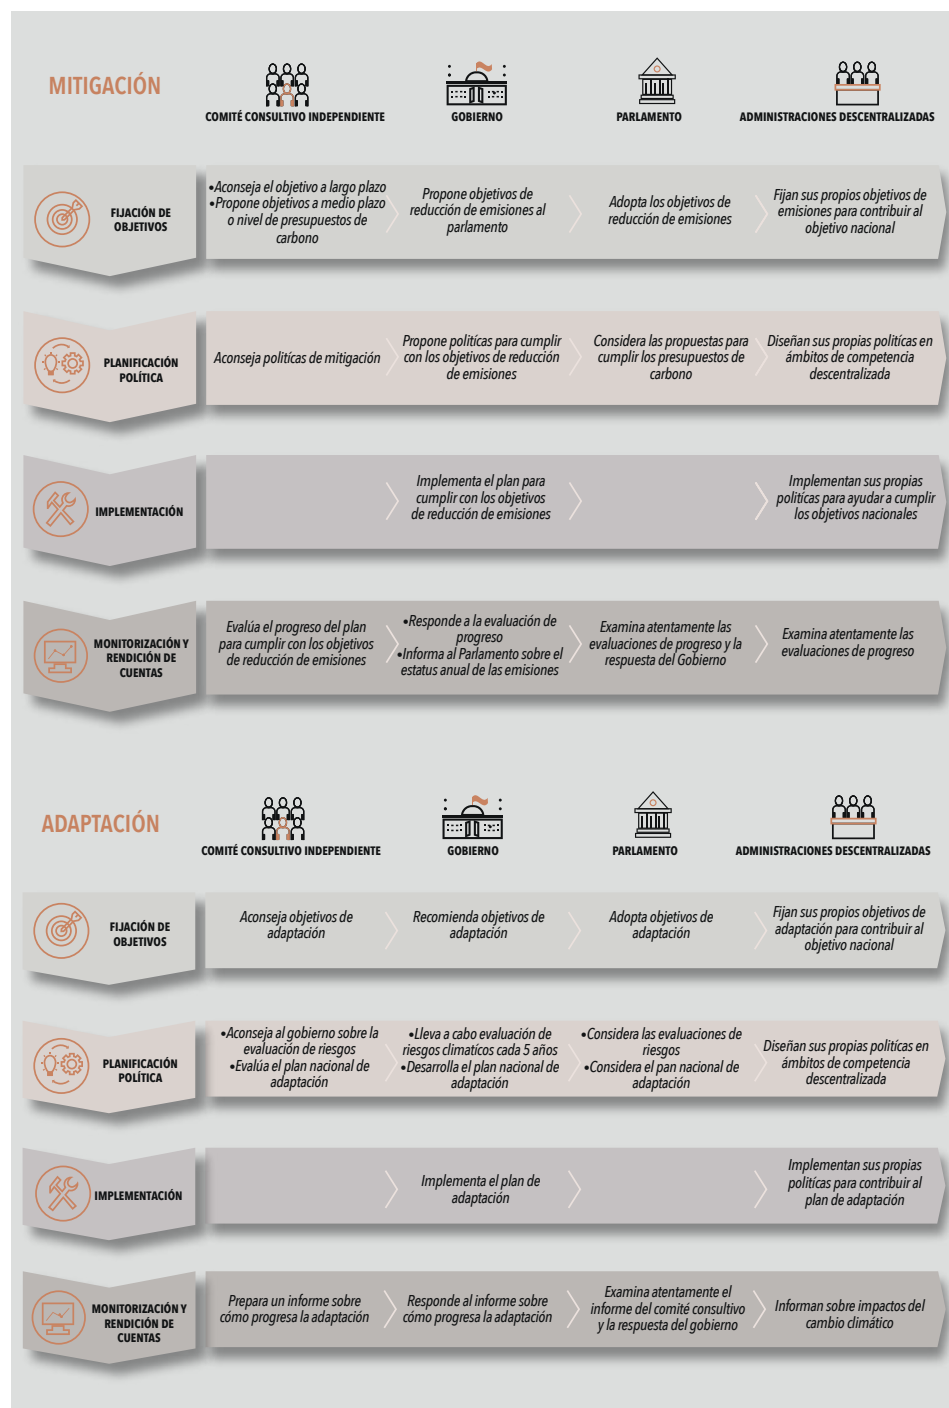 MITIGACIÓN
COMITÉ CONSULTIVO INDEPENDIENTE
GOBIERNO
PARLAMENTO
ADMINISTRACIONES DESCENTRALIZADAS
FIJACIÓN DE
OBJETIVOS
•Aconseja el objetivo a largo plazo
•Propone objetivos a medio plazo
o nivel de presupuestos de
carbono
Propone objetivos de
reducción de emisiones al
parlamento
Adopta los objetivos de
reducción de emisiones
Fijan sus propios objetivos de
emisiones para contribuir al
objetivo nacional
PLANIFICACIÓN
POLÍTICA
Aconseja politícas de mitigación
Propone politícas para cumplir
con los objetivos de reducción
de emisiones
Considera las propuestas para
cumplir los presupuestos de
carbono
Diseñan sus propias politícas en
ámbitos de competencia
descentralizada
IMPLEMENTACIÓN
Implementa el plan para
cumplir con los objetivos
de reducción de emisiones
Implementan sus propias
politícas para ayudar a cumplir
los objetivos nacionales
MONITORIZACIÓN Y
RENDICIÓN DE
CUENTAS
Evalúa el progreso del plan
para cumplir con los objetivos
de reducción de emisiones
•Responde a la evaluación de
progreso
•Informa al Parlamento sobre el
estatus anual de las emisiones
Examina atentamente las
evaluaciones de progreso y la
respuesta del Gobierno
Examina atentamente las
evaluaciones de progreso
ADAPTACIÓN
COMITÉ CONSULTIVO INDEPENDIENTE
GOBIERNO
PARLAMENTO
ADMINISTRACIONES DESCENTRALIZADAS
FIJACIÓN DE
OBJETIVOS
Aconseja objetivos de
adaptación
Recomienda objetivos de
adaptación
Adopta objetivos de
adaptación
Fijan sus propios objetivos de
adaptación para contribuir al
objetivo nacional
PLANIFICACIÓN
POLÍTICA
•Aconseja al gobierno sobre la
evaluación de riesgos
•Evalúa el plan nacional de
adaptación
•Lleva a cabo evaluación de
riesgos climatícos cada 5 años
•Desarrolla el plan nacional de
adaptación
•Considera las evaluaciones de
riesgos
•Considera el pan nacional de
adaptación
Diseñan sus propias politícas en
ámbitos de competencia
descentralizada
IMPLEMENTACIÓN
Implementa el plan de
adaptación
Implementan sus propias
politícas para contribuir al
plan de adaptación
MONITORIZACIÓN Y
RENDICIÓN DE
CUENTAS
Prepara un informe sobre
cómo progresa la adaptación
Responde al informe sobre
cómo progresa la adaptación
Examina atentamente el
informe del comité consultivo
y la respuesta del gobierno
Informan sobre impactos del
cambio climático